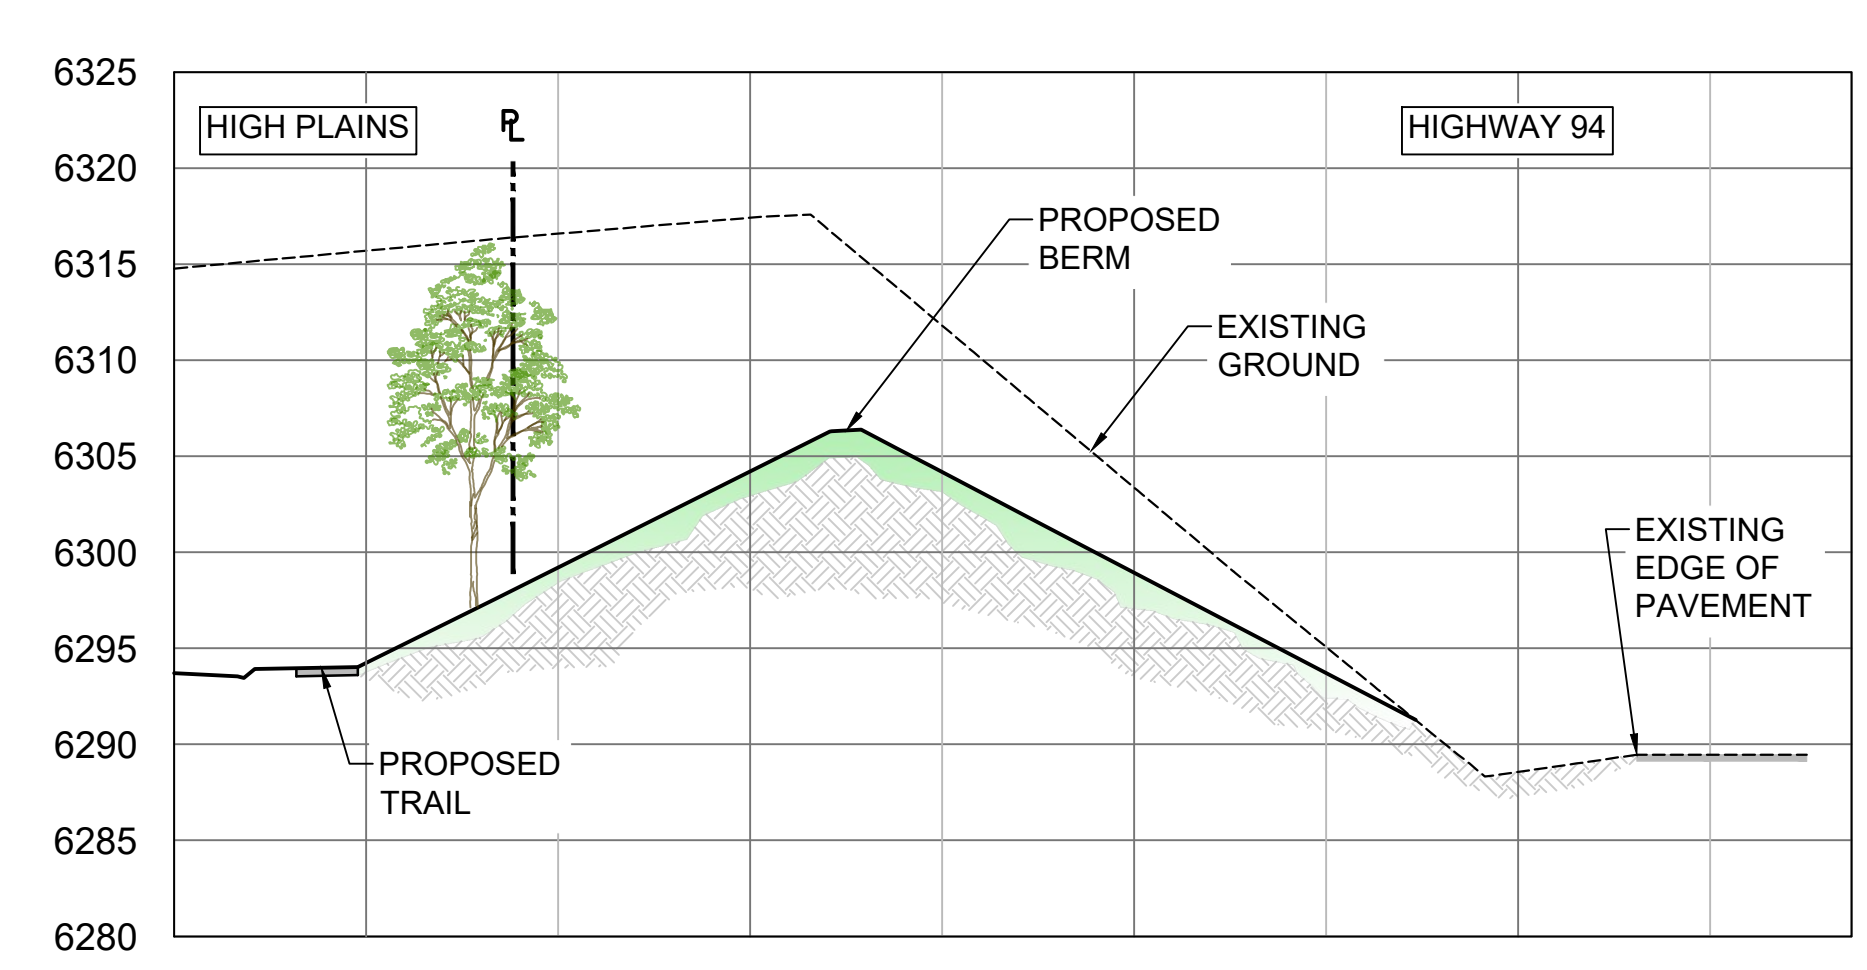 6325
HIGH PLAINS
PL
HIGHWAY 94
6320
PROPOSED
BERM
6315
EXISTING
GROUND
6310
6305
EXISTING
EDGE OF
PAVEMENT
6300
6295
PROPOSED
TRAIL
6290
6285
6280